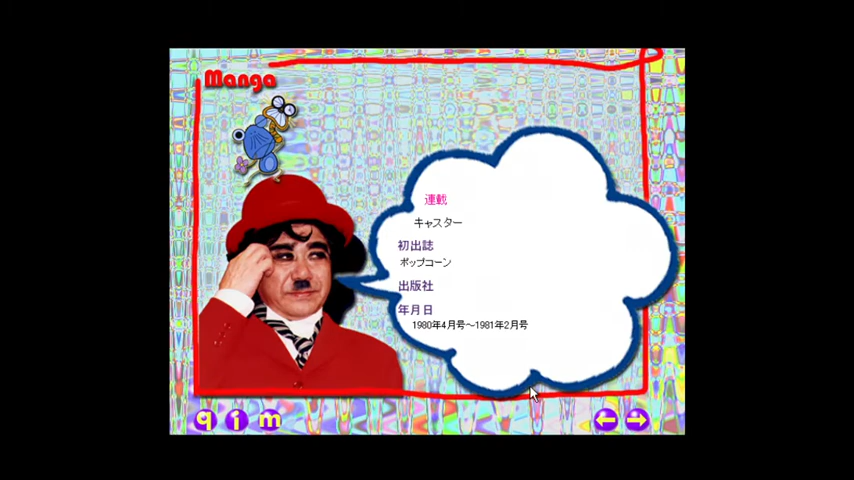 Manga
連載
キャスター
初出誌
ポップコーン
出版社
年月日
1980年4月号～1981年2月号
q i m